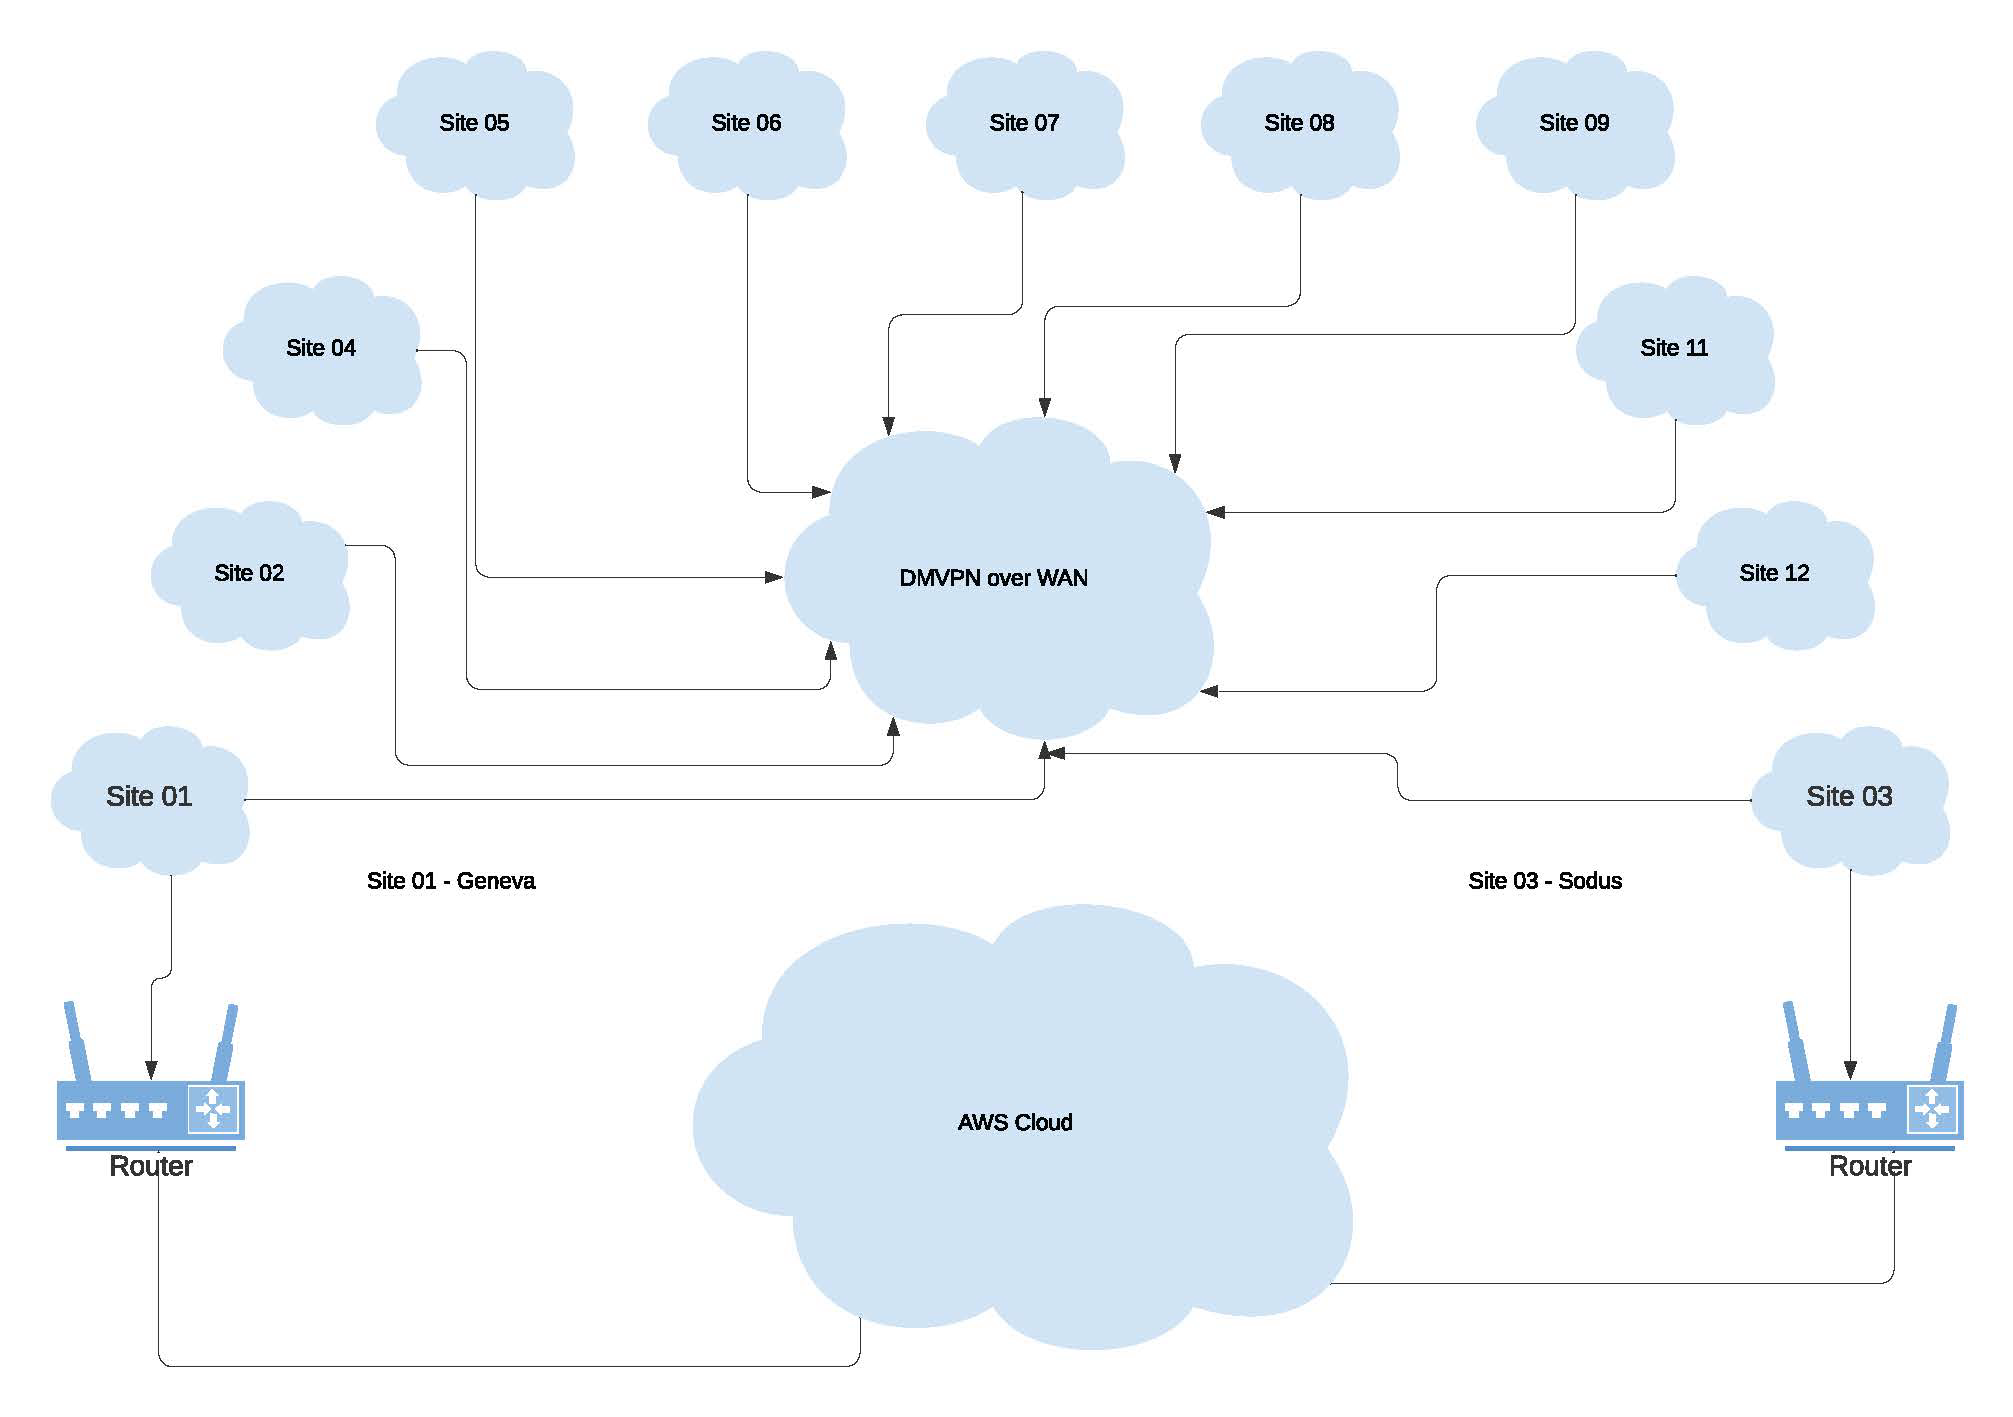 Site 05
Site 06
Site 07
Site 08
Site 09
Site 04
Site 11
Site 02
DMVPN over WAN
Site 12
Site 01
Site 03
Site 01 - Geneva
Site 03 - Sodus
AWS Cloud
Router
Router